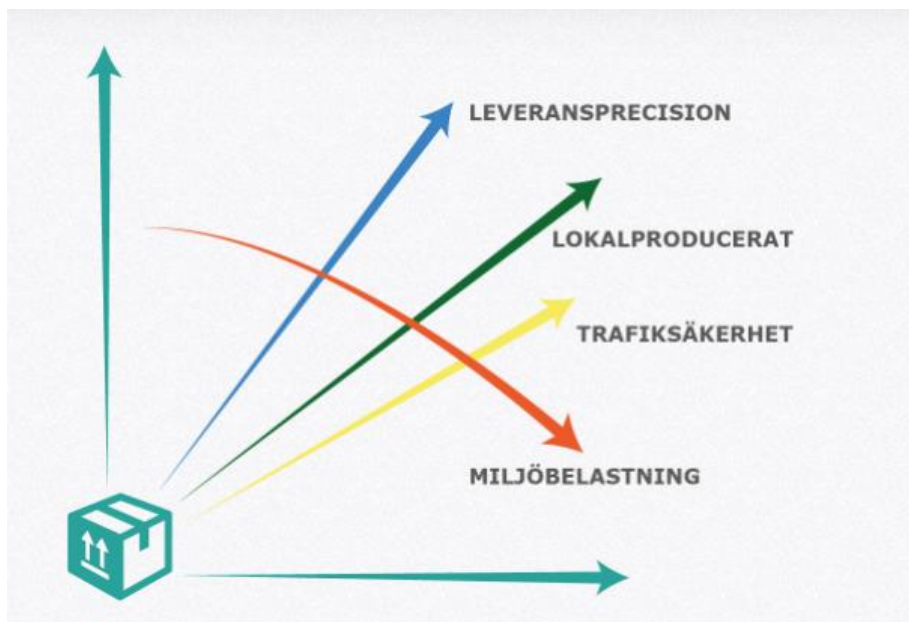 LEVERANSPRECISION
LOKALPRODUCERAT
TRAFIKSÄKERHET
MILJÖBELASTNING